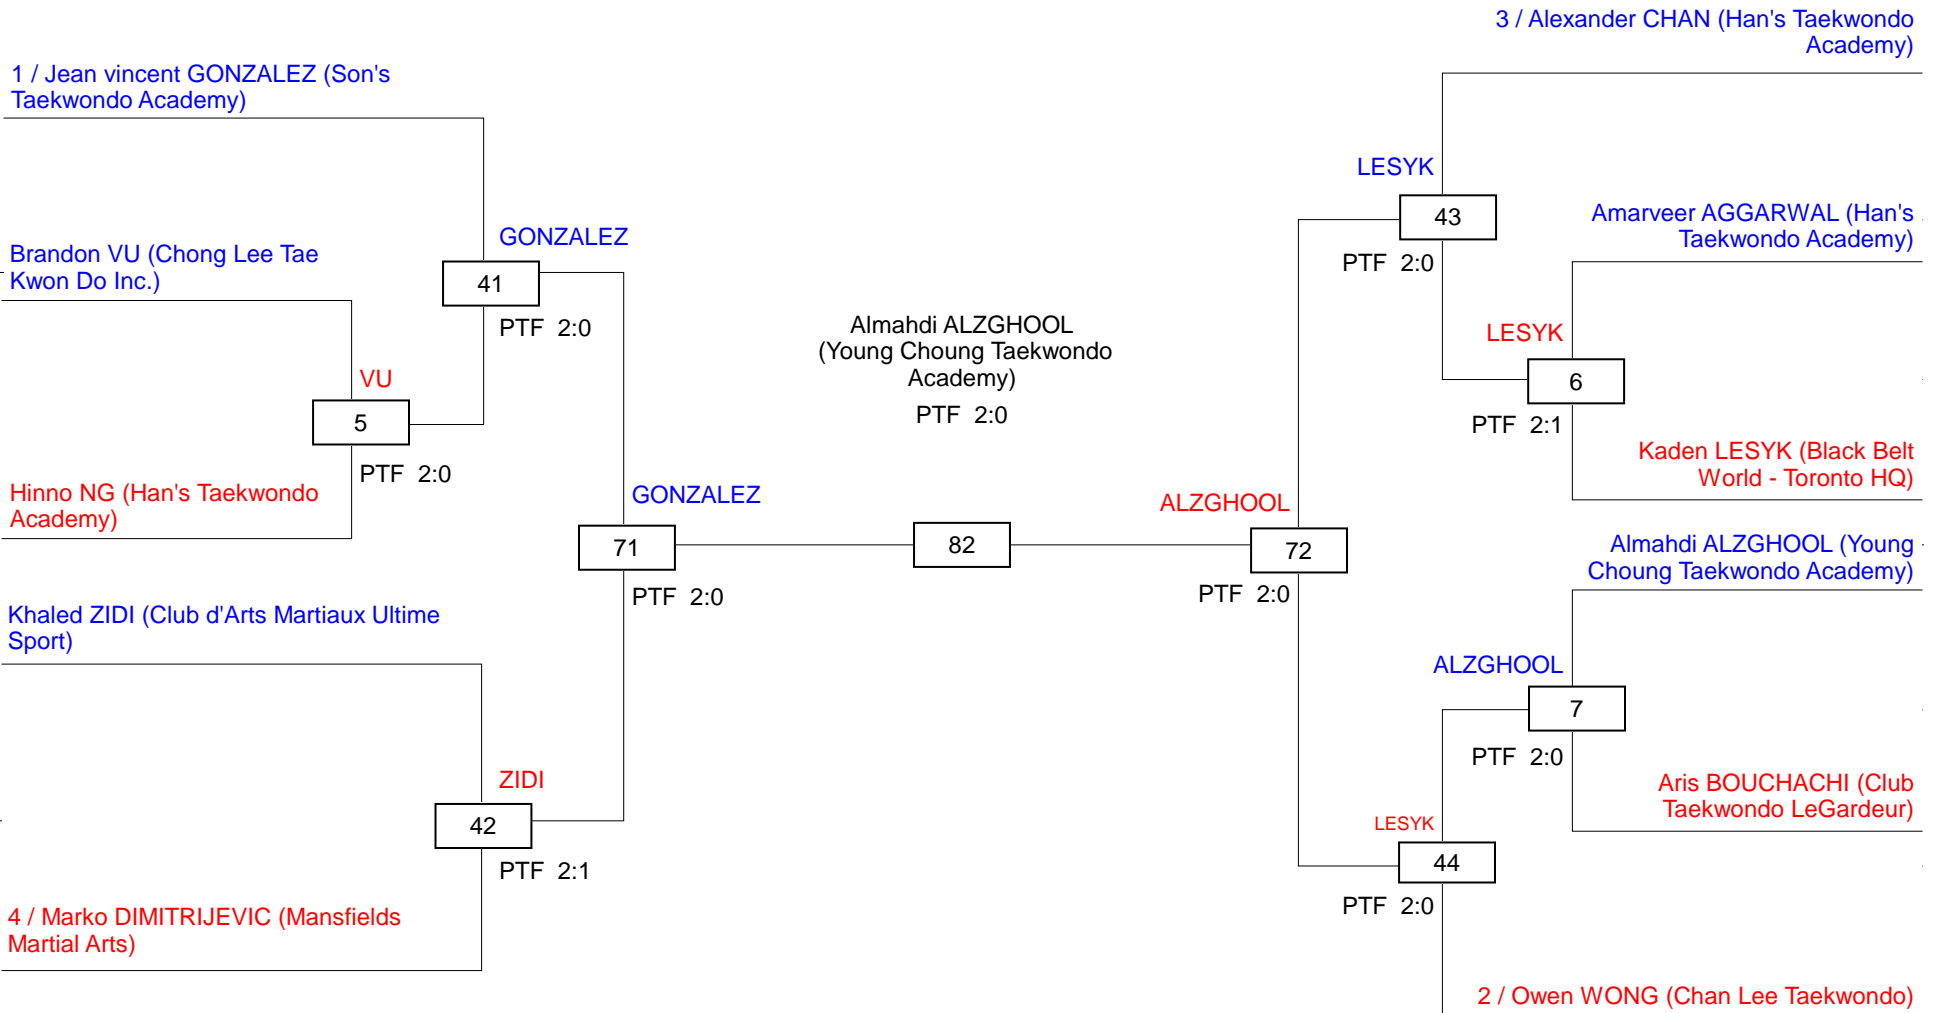 3 / Alexander CHAN (Han's Taekwondo
Academy)
1 / Jean vincent GONZALEZ (Son's
Taekwondo Academy)
LESYK
43
PTF 2:0
Amarveer AGGARWAL (Han's
Taekwondo Academy)
GONZALEZ
Brandon VU (Chong Lee Tae
Kwon Do Inc.)
41
PTF 2:0
Almahdi ALZGHOOL
(Young Choung Taekwondo
Academy)
PTF 2:0
LESYK
6
PTF 2:1
VU
5
PTF 2:0
Kaden LESYK (Black Belt
World - Toronto HQ)
Hinno NG (Han's Taekwondo
Academy)
GONZALEZ
71
PTF 2:0
82
ALZGHOOL
72
PTF 2:0
Almahdi ALZGHOOL (Young
Choung Taekwondo Academy)
Khaled ZIDI (Club d'Arts Martiaux Ultime
Sport)
ALZGHOOL
7
PTF 2:0
ZIDI
42
PTF 2:1
Aris BOUCHACHI (Club
Taekwondo LeGardeur)
LESYK
44
PTF 2:0
4 / Marko DIMITRIJEVIC (Mansfields
Martial Arts)
2 / Owen WONG (Chan Lee Taekwondo)